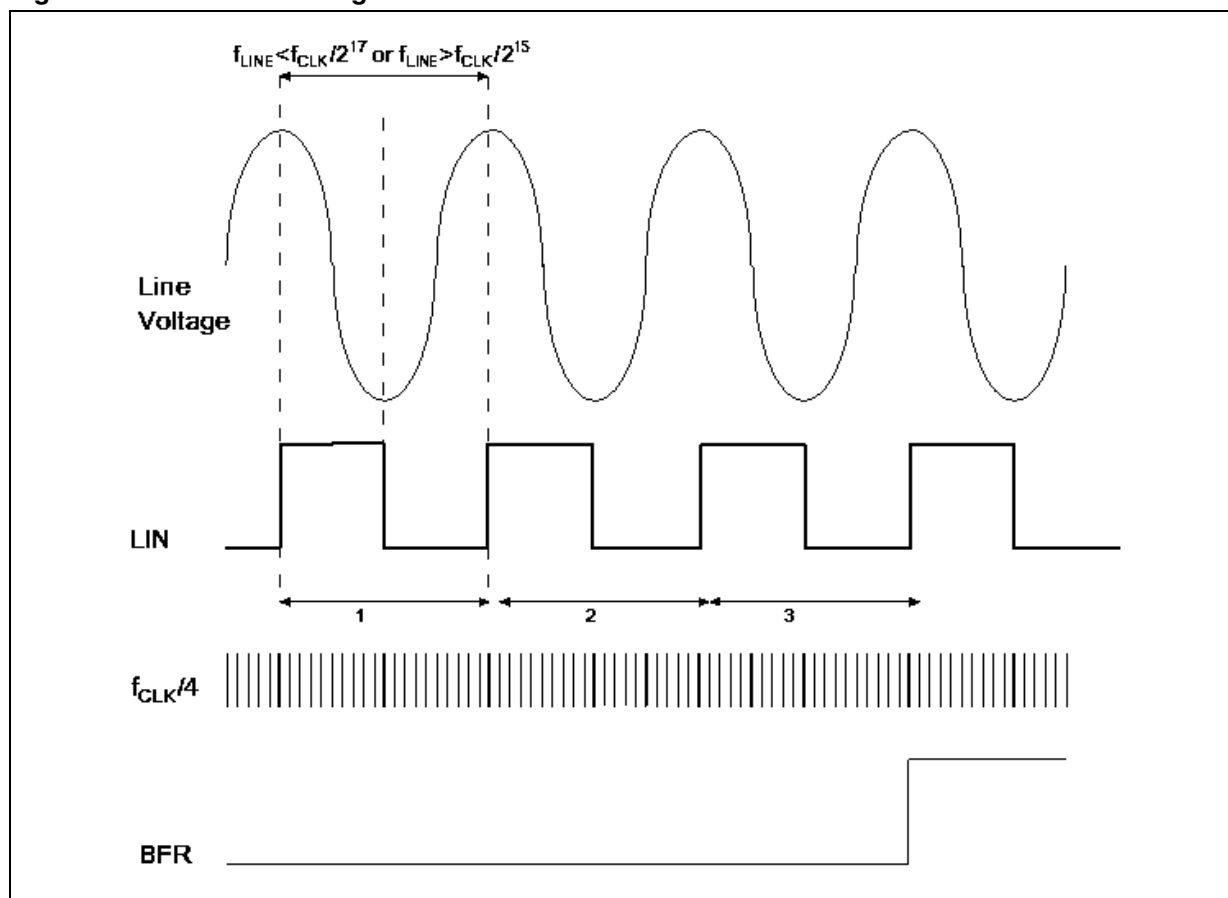 f_LINE<f_CLK/2^17 or f_LINE>f_CLK/2^15
Line
Voltage
LIN
1
2
3
f_CLK/4
BFR